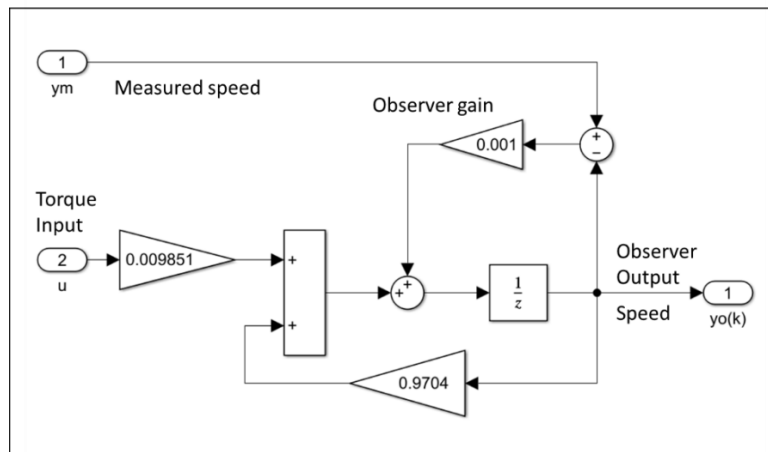 1
ym
Measured speed
Observer gain
0.001
+
−
Torque
Input
2
u
0.009851
+
+
+
+
1
z
Observer
Output
Speed
1
yo(k)
0.9704